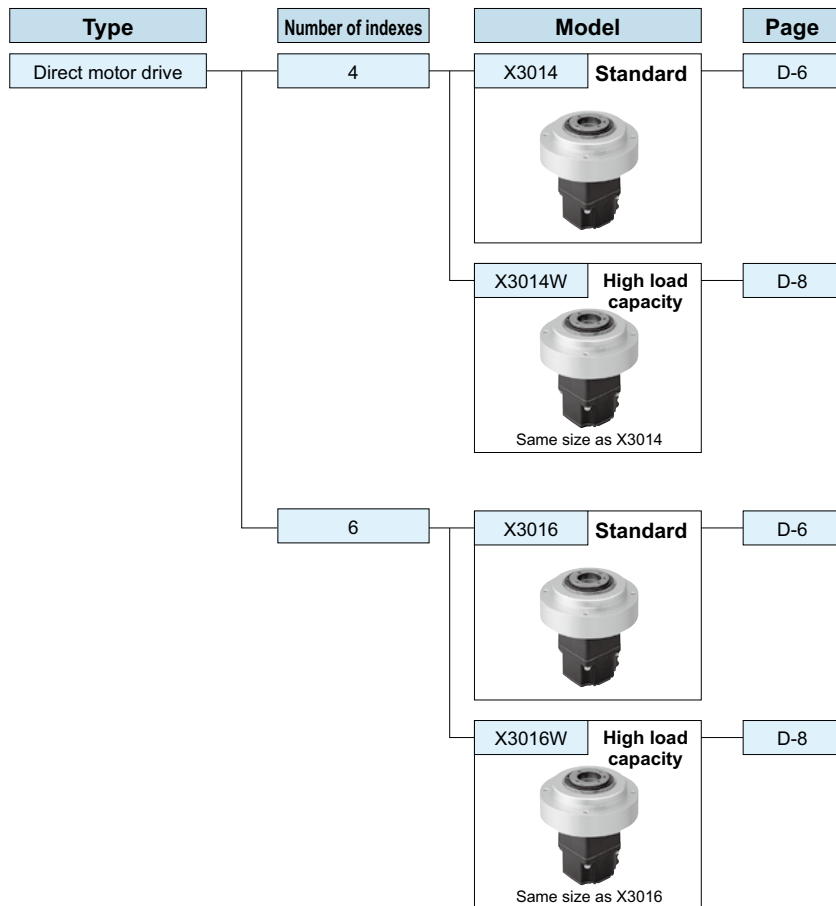 Type
Number of indexes
Model
Page
Direct motor drive
4
X3014
Standard
D-6
X3014W
High load
capacity
D-8
Same size as X3014
6
X3016
Standard
D-6
X3016W
High load
capacity
D-8
Same size as X3016